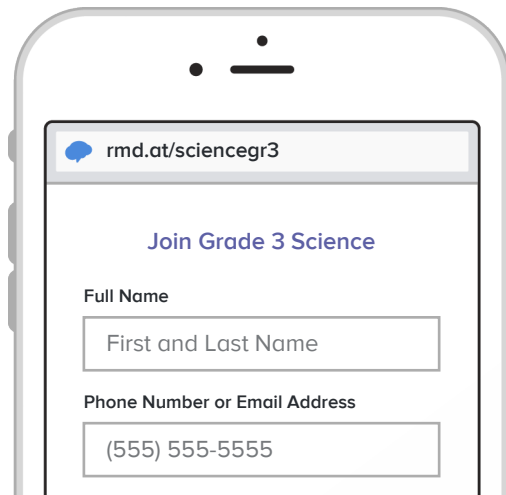 rmd.at/sciencegr3
Join Grade 3 Science
Full Name
First and Last Name
Phone Number or Email Address
(555) 555-5555